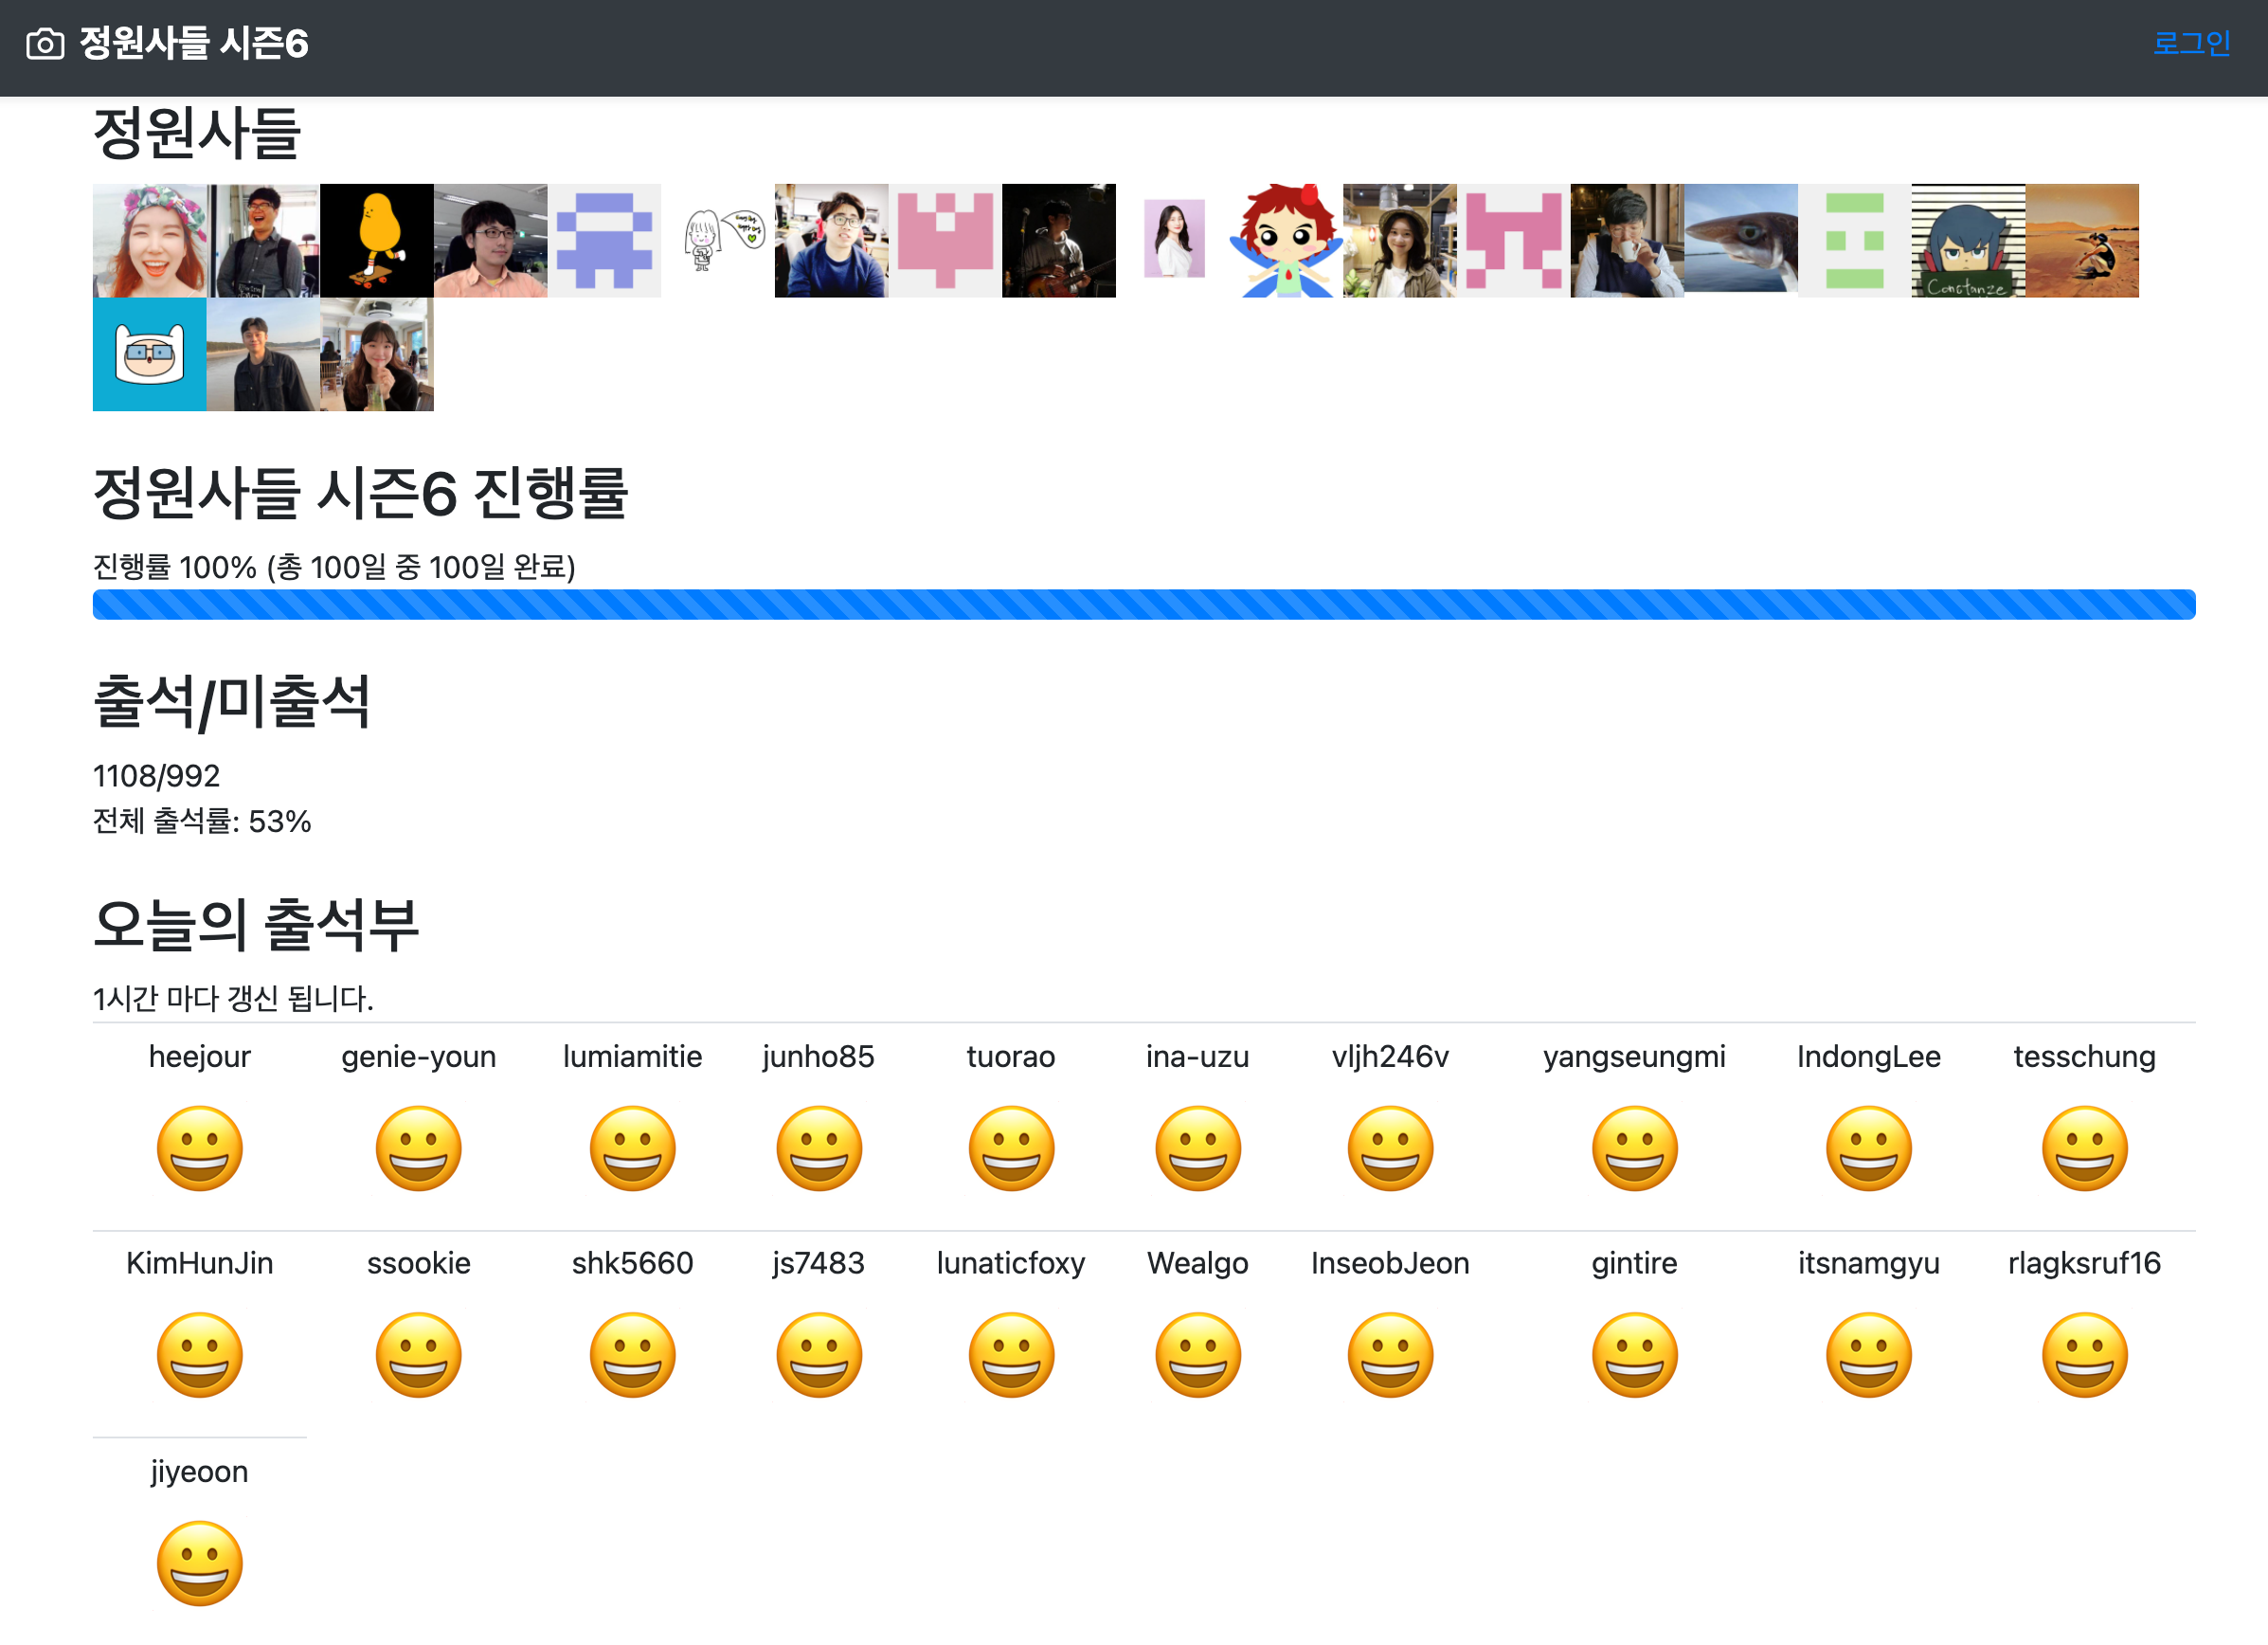 정원사들 시즌6
로그인
정원사들
Constanze
정원사들 시즌6 진행률
진행률 100% (총 100일 중 100일 완료)
출석/미출석
1108/992
전체 출석률: 53%
오늘의 출석부
1시간 마다 갱신 됩니다.
heejour genie-youn lumiamitie junho85 tuorao ina-uzu vljh246v yangseungmi IndongLee tesschung
KimHunJin ssookie shk5660 js7483 lunaticfoxy Wealgo InseobJeon gintire itsnamgyu rlagksruf16
jiyeoon